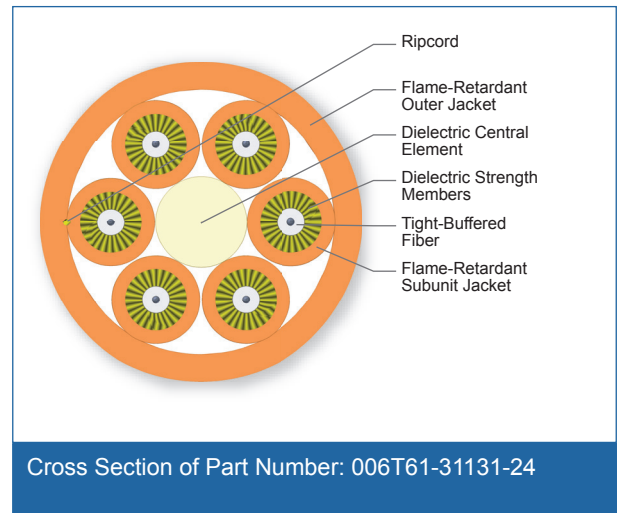 Ripcord
Flame-Retardant
Outer Jacket
Dielectric Central
Element
Dielectric Strength
Members
Tight-Buffered
Fiber
Flame-Retardant
Subunit Jacket
Cross Section of Part Number: 006T61-31131-24